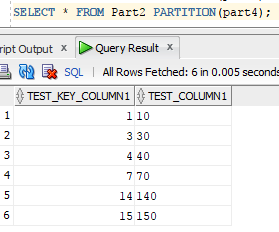 SELECT * FROM Part2 PARTITION(part4);
ript Output × Query Result ×
SQL | All Rows Fetched: 6 in 0.005 seconds
TEST_KEY_COLUMN1 TEST_COLUMN1
1 1 10
2 3 30
3 4 40
4 7 70
5 14 140
6 15 150